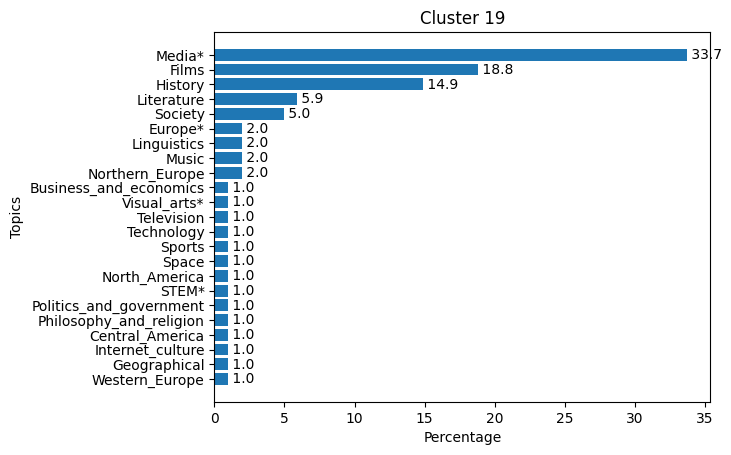 Cluster 19
Media* 33.7
Films 18.8
History 14.9
Literature 5.9
Society 5.0
Europe* 2.0
Linguistics 2.0
Music 2.0
Northern_Europe 2.0
Business_and_economics 1.0
Visual_arts* 1.0
Television 1.0
Technology 1.0
Sports 1.0
Space 1.0
North_America 1.0
STEM* 1.0
Politics_and_government 1.0
Philosophy_and_religion 1.0
Central_America 1.0
Internet_culture 1.0
Geographical 1.0
Western_Europe 1.0
Topics
0 5 10 15 20 25 30 35
Percentage